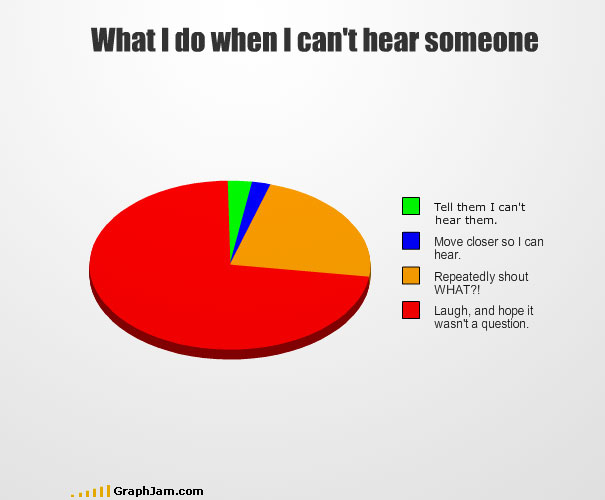 What I do when I can't hear someone
Tell them I can't
hear them.
Move closer so I can
hear.
Repeatedly shout
WHAT?!
Laugh, and hope it
wasn't a question.
GraphJam.com